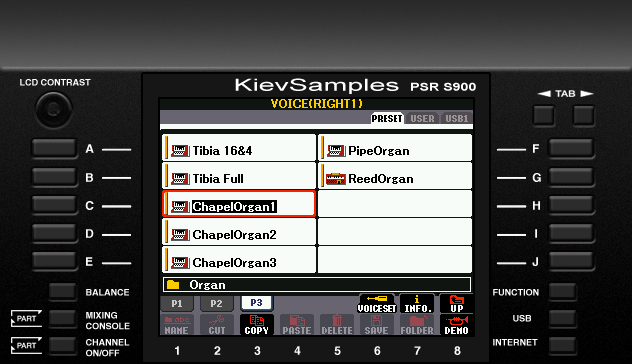 LCD CONTRAST
KievSamples PSR S900
VOICE(RIGHT1)
PRESET USER USB1
◄ TAB ►
A Tibia 16&4 PipeOrgan F
B Tibia Full ReedOrgan G
C ChapelOrgan1 H
D ChapelOrgan2 I
E ChapelOrgan3 J
Organ
BALANCE P1 P2 P3 VOICESET INFO. UP FUNCTION
PART MIXING CONSOLE NAME CUT COPY PASTE DELETE SAVE FOLDER DEMO USB
PART CHANNEL ON/OFF 1 2 3 4 5 6 7 8 INTERNET